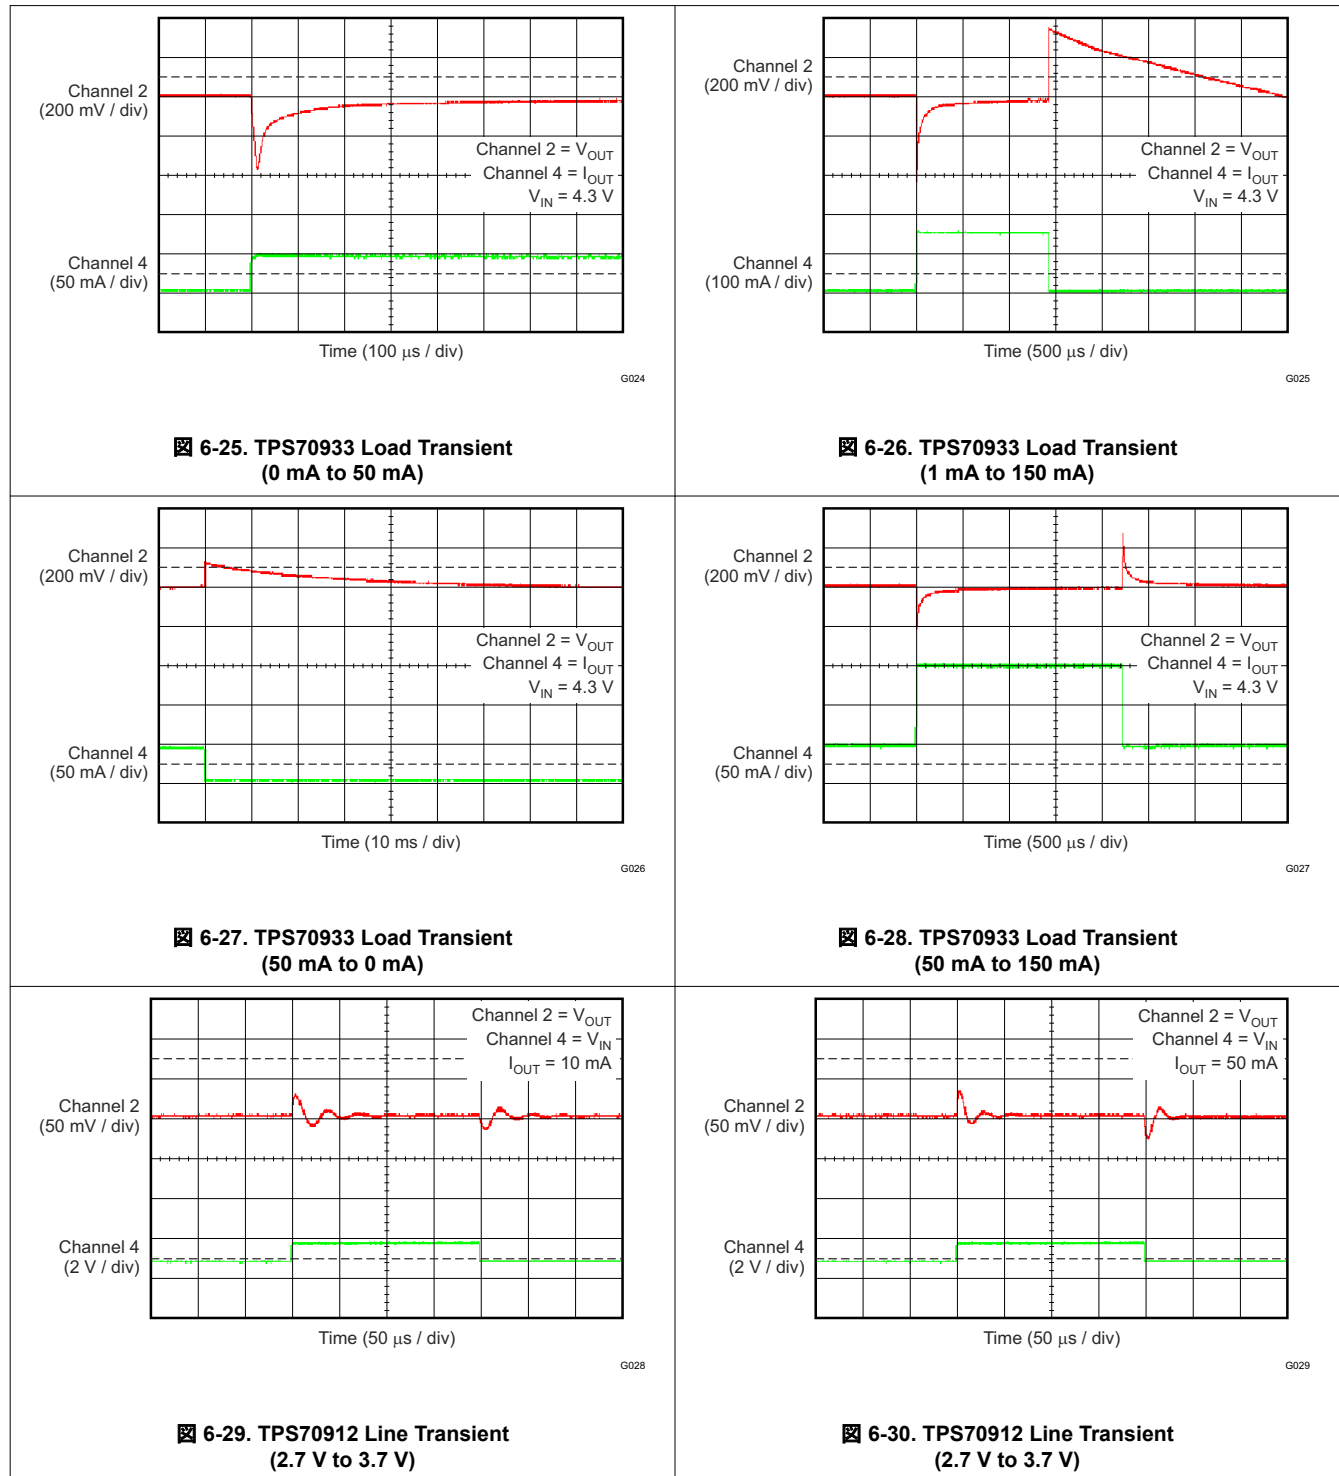 Channel 2
(200 mV / div)
Channel 2 = VOUT
Channel 4 = IOUT
VIN = 4.3 V
Channel 4
(50 mA / div)
Time (100 μs / div)
G024
図 6-25. TPS70933 Load Transient
(0 mA to 50 mA)
Channel 2
(200 mV / div)
Channel 2 = VOUT
Channel 4 = IOUT
VIN = 4.3 V
Channel 4
(100 mA / div)
Time (500 μs / div)
G025
図 6-26. TPS70933 Load Transient
(1 mA to 150 mA)
Channel 2
(200 mV / div)
Channel 2 = VOUT
Channel 4 = IOUT
VIN = 4.3 V
Channel 4
(50 mA / div)
Time (10 ms / div)
G026
図 6-27. TPS70933 Load Transient
(50 mA to 0 mA)
Channel 2
(200 mV / div)
Channel 2 = VOUT
Channel 4 = IOUT
VIN = 4.3 V
Channel 4
(50 mA / div)
Time (500 μs / div)
G027
図 6-28. TPS70933 Load Transient
(50 mA to 150 mA)
Channel 2 = VOUT
Channel 4 = VIN
IOUT = 10 mA
Channel 2
(50 mV / div)
Channel 4
(2 V / div)
Time (50 μs / div)
G028
図 6-29. TPS70912 Line Transient
(2.7 V to 3.7 V)
Channel 2 = VOUT
Channel 4 = VIN
IOUT = 50 mA
Channel 2
(50 mV / div)
Channel 4
(2 V / div)
Time (50 μs / div)
G029
図 6-30. TPS70912 Line Transient
(2.7 V to 3.7 V)